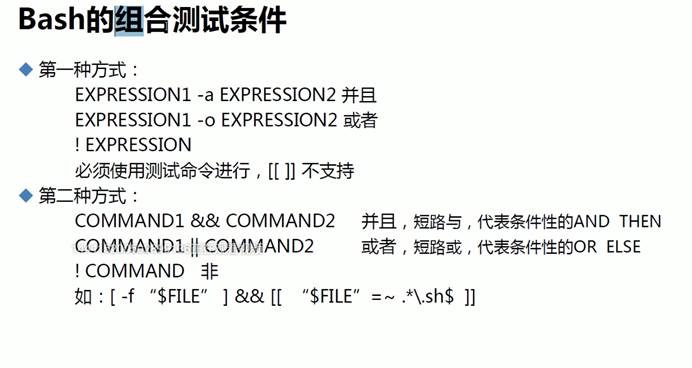 Bash的组合测试条件
第一种方式：
EXPRESSION1 -a EXPRESSION2 并且
EXPRESSION1 -o EXPRESSION2 或者
! EXPRESSION
必须使用测试命令进行，[[ ]] 不支持
第二种方式：
COMMAND1 && COMMAND2 并且，短路与，代表条件性的AND THEN
COMMAND1 || COMMAND2 或者，短路或，代表条件性的OR ELSE
! COMMAND 非
如：[ -f “$FILE” ] && [[ “$FILE”=~ .*\.sh$ ]]